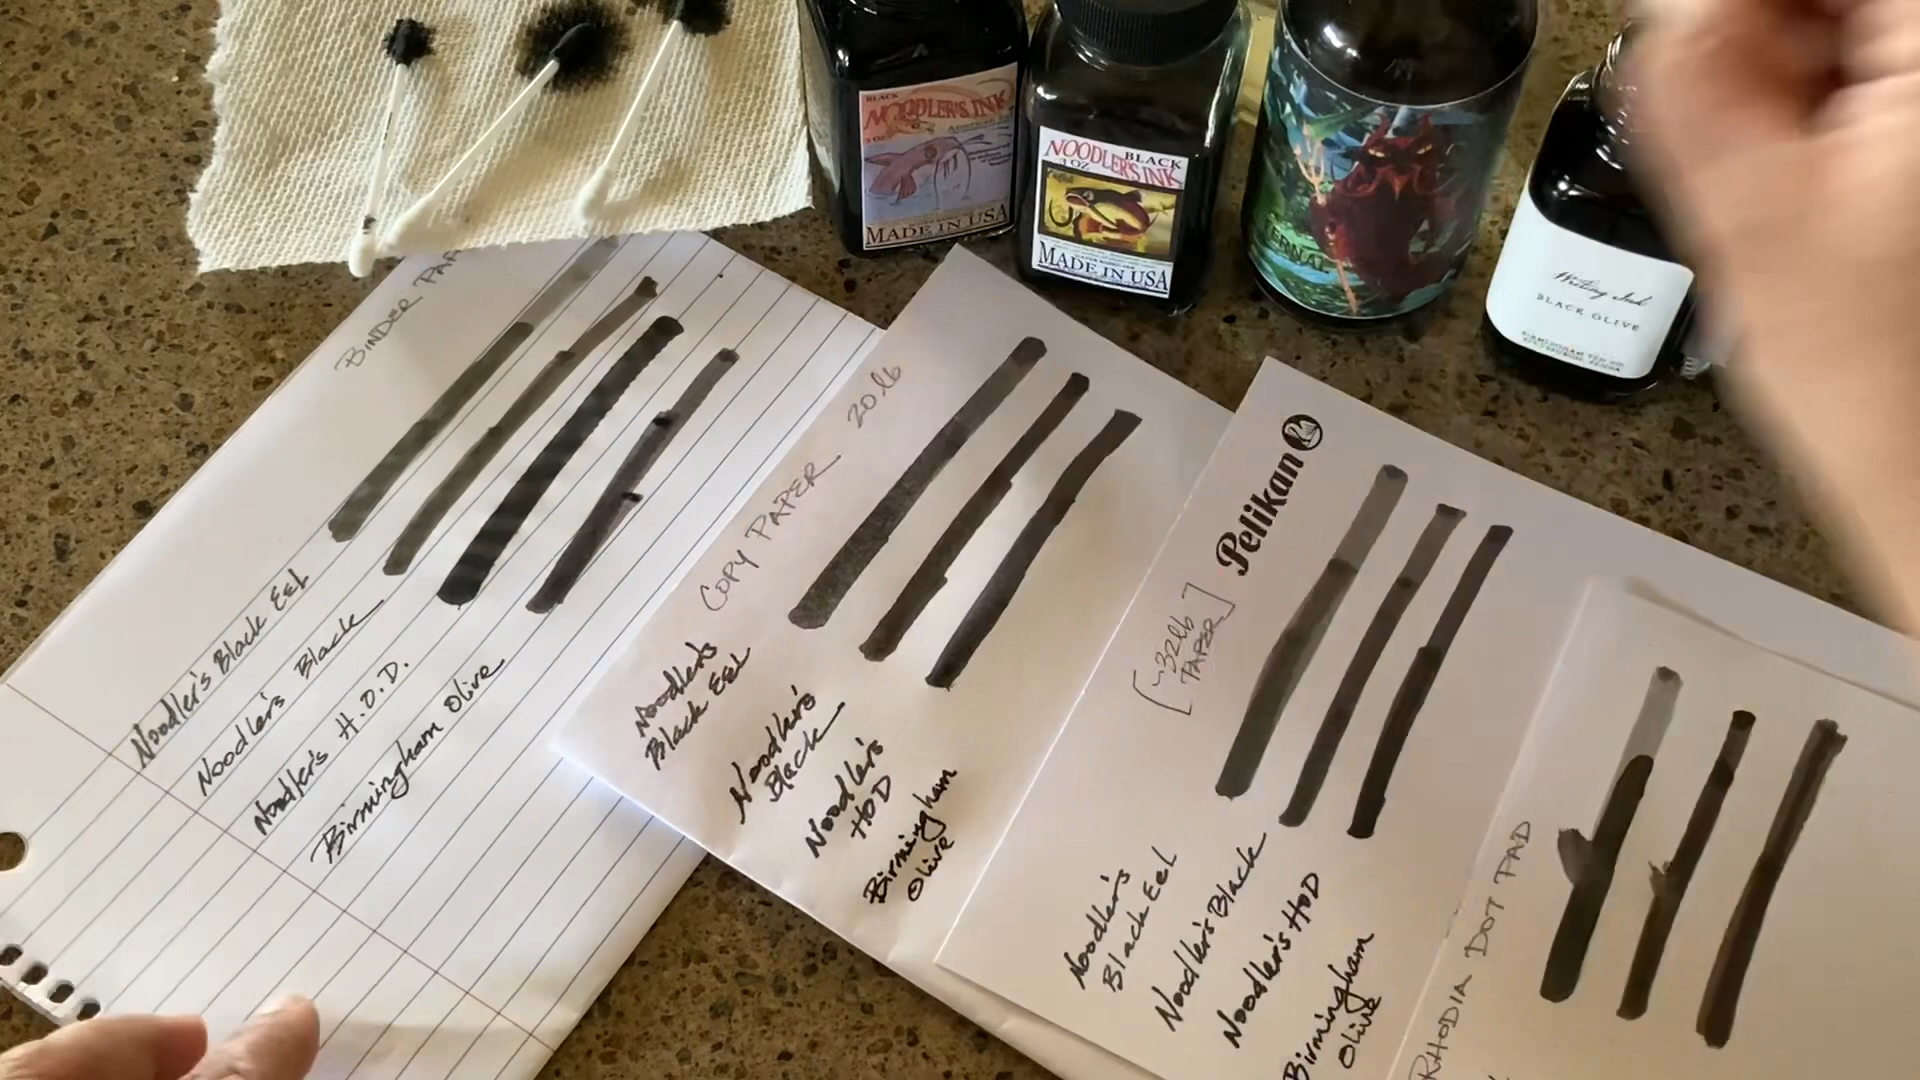 BLACK
NOODLER'S INK
MADE IN USA
BLACK
NOODLER'S INK
MADE IN USA
Writing Ink
BLACK OLIVE
BINDER
Noodler's Black Eel
Noodler's Black
Noodler's H.O.D.
Birmingham Olive
COPY PAPER 20 lb
Noodler's
Black Eel
Noodler's
Black
Noodler's
HOD
Birmingham
Olive
Pelikan
[~32lb
PAPER]
Noodler's
Black Eel
Noodler's Black
Noodler's HOD
Birmingham
Olive
RHODIA DOT PAD